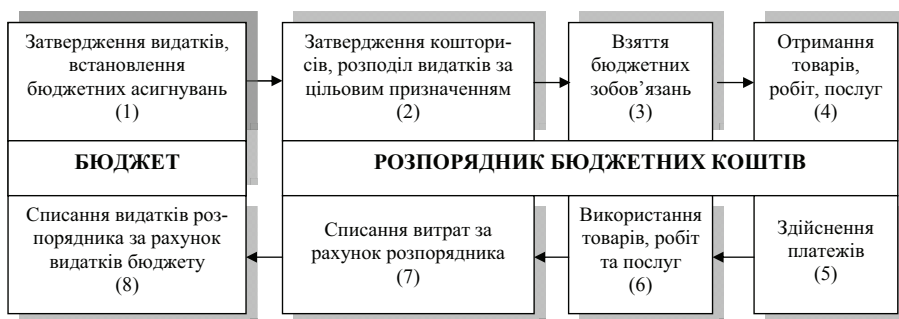 Затвердження видатків,
встановлення
бюджетних асигнувань
(1)
Затвердження кошторі-
сів, розподіл видатків за
цільовим призначенням
(2)
Взяття
бюджетних
зобов’язань
(3)
Отримання
товарів,
робіт, послуг
(4)
БЮДЖЕТ
РОЗПОРЯДНИК БЮДЖЕТНИХ КОШТІВ
Списання видатків роз-
порядника за рахунок
видатків бюджету
(8)
Списання витрат за
рахунок розпорядника
(7)
Використання
товарів, робіт
та послуг
(6)
Здійснення
платежів
(5)